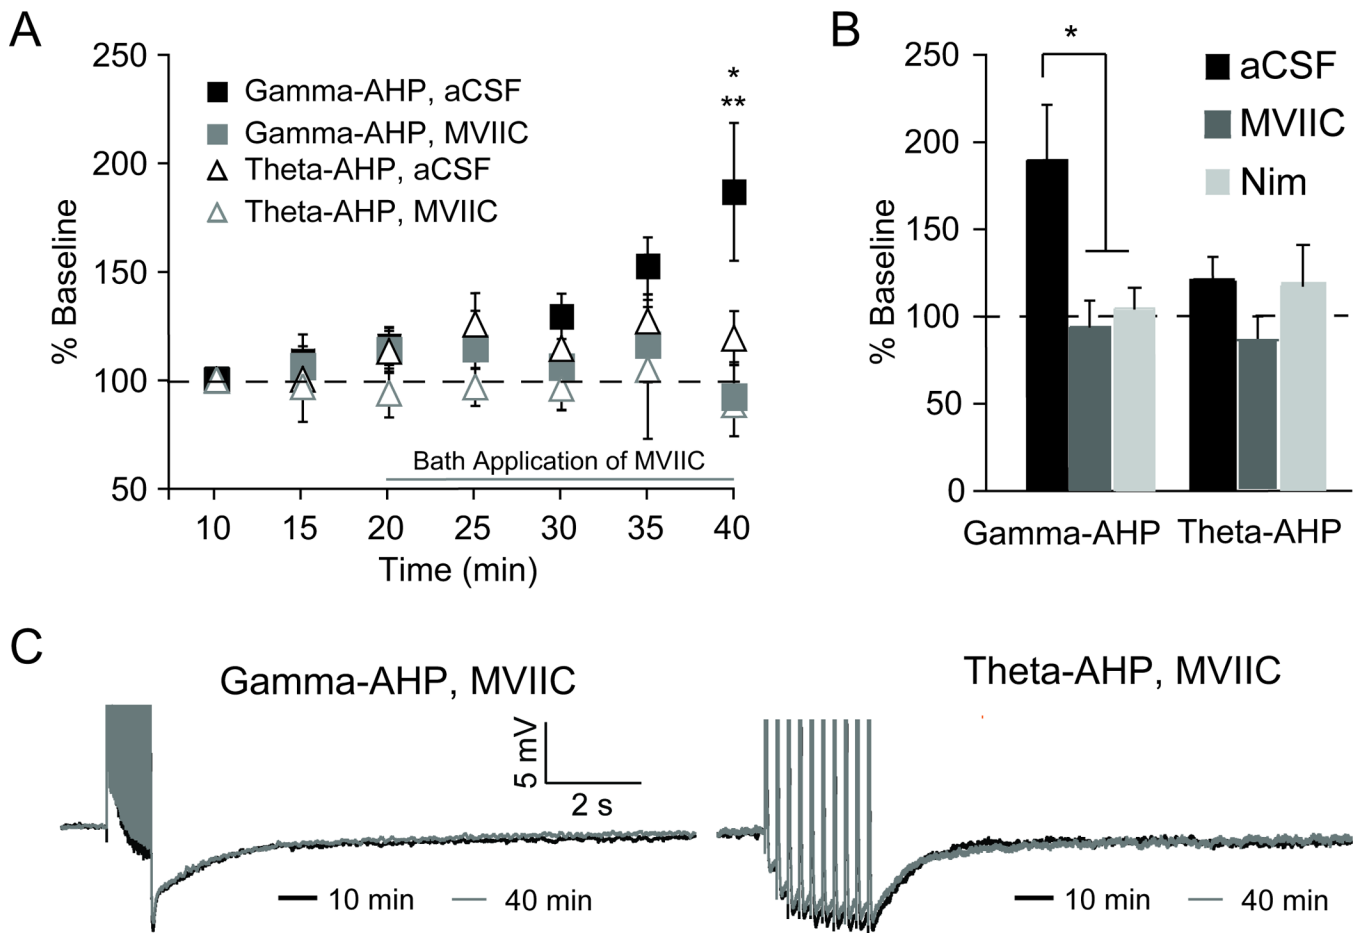 A
% Baseline
250
200
150
100
50
Gamma-AHP, aCSF
Gamma-AHP, MVIIC
Theta-AHP, aCSF
Theta-AHP, MVIIC
*
**
Bath Application of MVIIC
10 15 20 25 30 35 40
Time (min)
B
% Baseline
250
200
150
100
50
0
*
aCSF
MVIIC
Nim
Gamma-AHP Theta-AHP
C
Gamma-AHP, MVIIC
5 mV
2 s
10 min 40 min
Theta-AHP, MVIIC
10 min 40 min